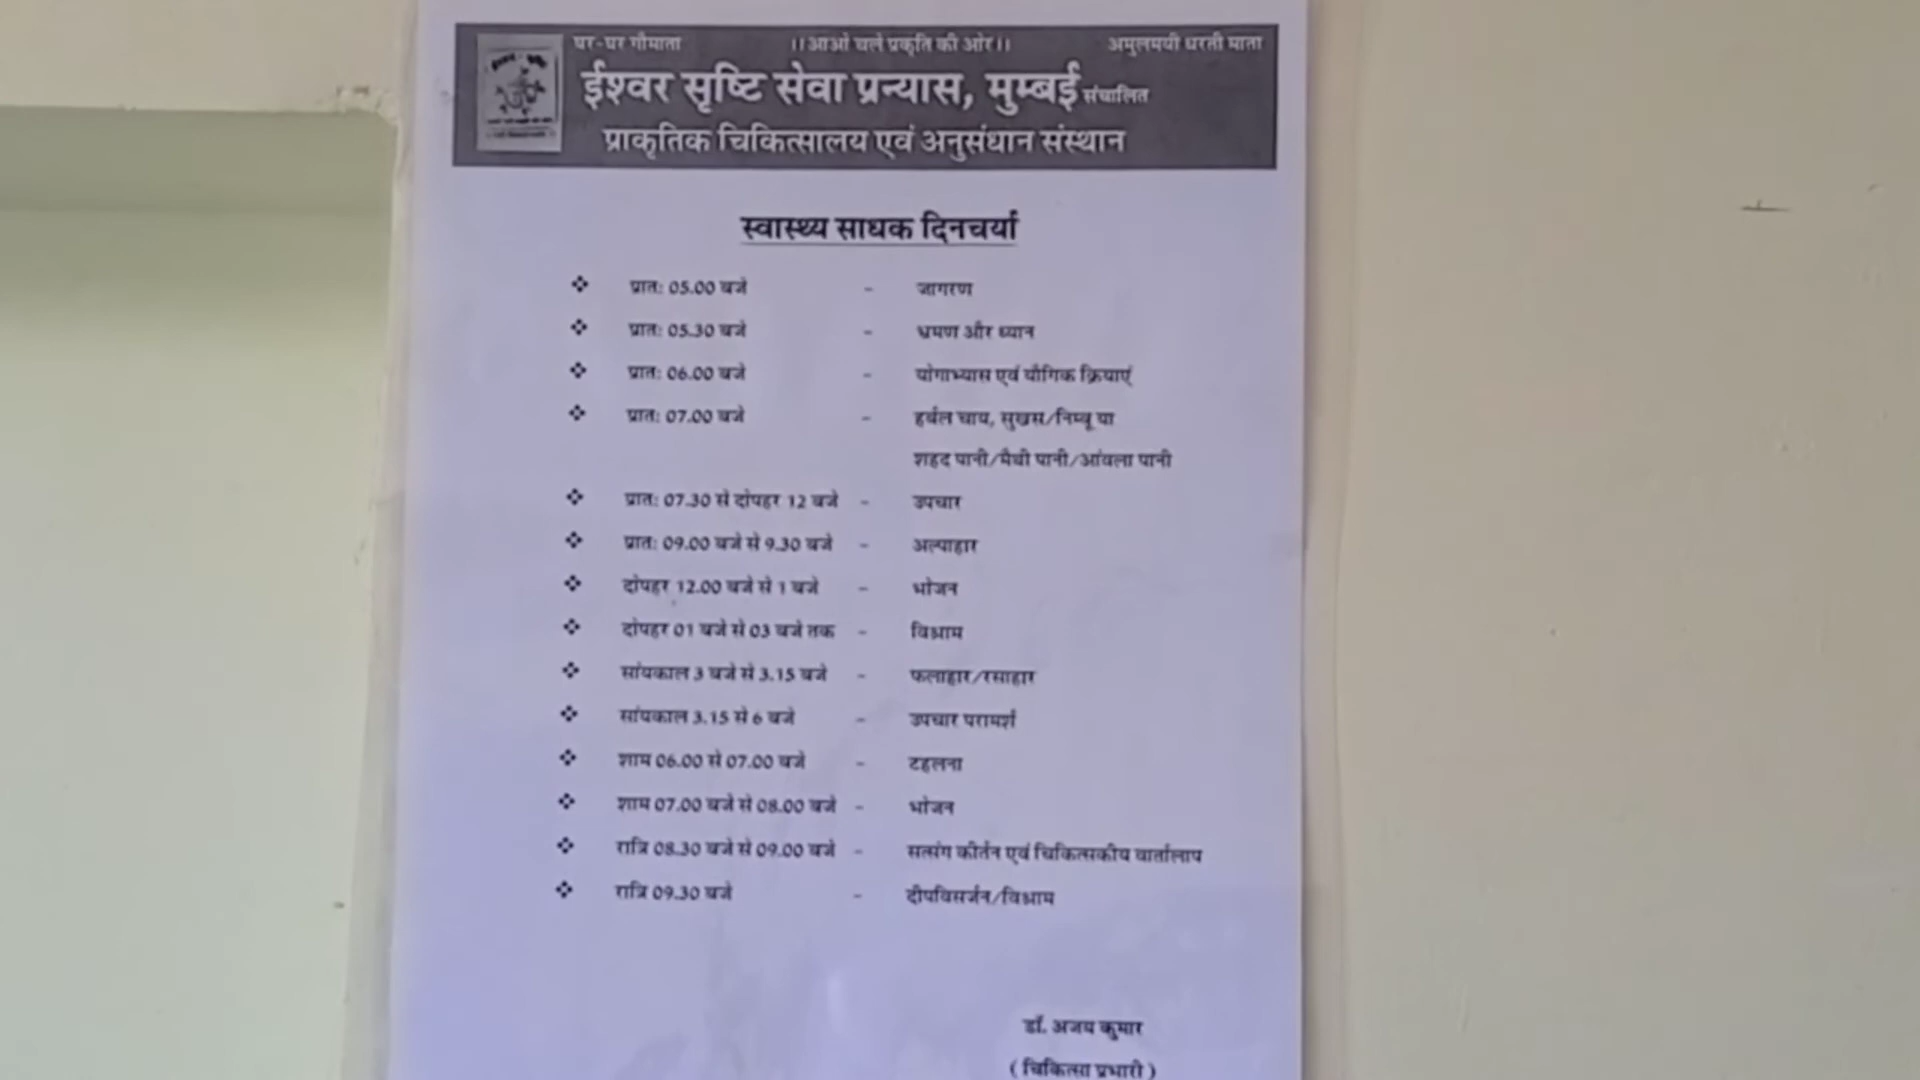 घर-घर गौमाता ।।आओ चले प्रकृति की ओर।। अमुलमयी धरती माता
ईश्वर सृष्टि सेवा प्रन्यास, मुम्बई संचालित
प्राकृतिक चिकित्सालय एवं अनुसंधान संस्थान
स्वास्थ्य साधक दिनचर्या
❖ प्रात: 05.00 बजे - जागरण
❖ प्रात: 05.30 बजे - भ्रमण और ध्यान
❖ प्रात: 06.00 बजे - योगाभ्यास एवं यौगिक क्रियाएं
❖ प्रात: 07.00 बजे - हर्बल चाय, सुखस/निम्बू या
शहद पानी/मैथी पानी/आंवला पानी
❖ प्रात: 07.30 से दोपहर 12 बजे - उपचार
❖ प्रात: 09.00 बजे से 9.30 बजे - अल्पाहार
❖ दोपहर 12.00 बजे से 1 बजे - भोजन
❖ दोपहर 01 बजे से 03 बजे तक - विश्राम
❖ सांयकाल 3 बजे से 3.15 बजे - फलाहार/रसाहार
❖ सांयकाल 3.15 से 6 बजे - उपचार परामर्श
❖ शाम 06.00 से 07.00 बजे - टहलना
❖ शाम 07.00 बजे से 08.00 बजे - भोजन
❖ रात्रि 08.30 बजे से 09.00 बजे - सत्संग कीर्तन एवं चिकित्सकीय वार्तालाप
❖ रात्रि 09.30 बजे - दीपविसर्जन/विश्राम
डॉ. अजय कुमार
( चिकित्सा प्रभारी )